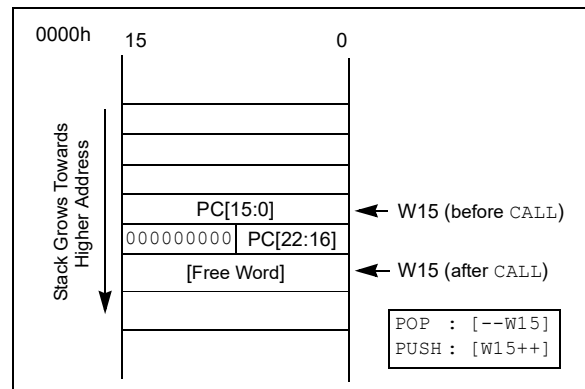 0000h
15 0
Stack Grows Towards
Higher Address
PC[15:0]
W15 (before CALL)
000000000 PC[22:16]
[Free Word]
W15 (after CALL)
POP : [--W15]
PUSH : [W15++]